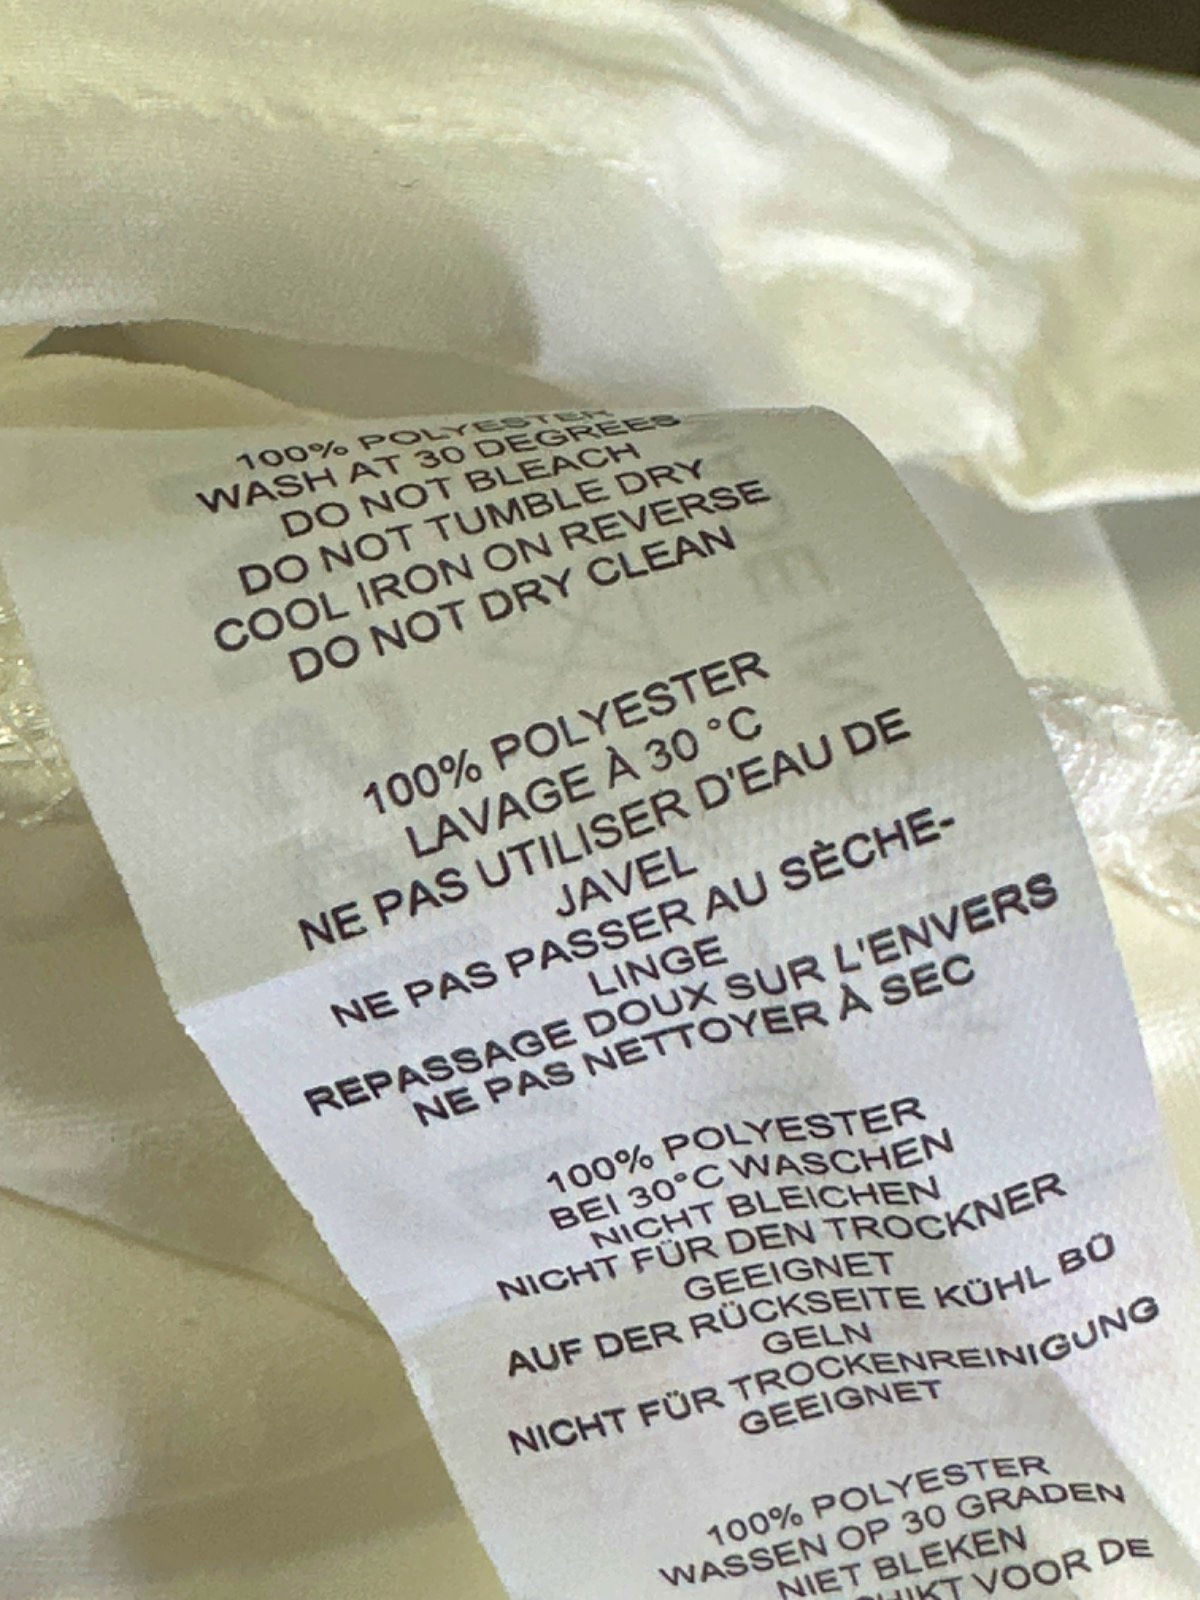 100% POLYESTER
WASH AT 30 DEGREES
DO NOT BLEACH
DO NOT TUMBLE DRY
COOL IRON ON REVERSE
DO NOT DRY CLEAN
100% POLYESTER
LAVAGE À 30 °C
NE PAS UTILISER D'EAU DE
JAVEL
NE PAS PASSER AU SÈCHE-
LINGE
REPASSAGE DOUX SUR L'ENVERS
NE PAS NETTOYER À SEC
100% POLYESTER
BEI 30°C WASCHEN
NICHT BLEICHEN
NICHT FÜR DEN TROCKNER
GEEIGNET
AUF DER RÜCKSEITE KÜHL BÜ
GELN
NICHT FÜR TROCKENREINIGUNG
GEEIGNET
100% POLYESTER
WASSEN OP 30 GRADEN
NIET BLEKEN
VOOR DE